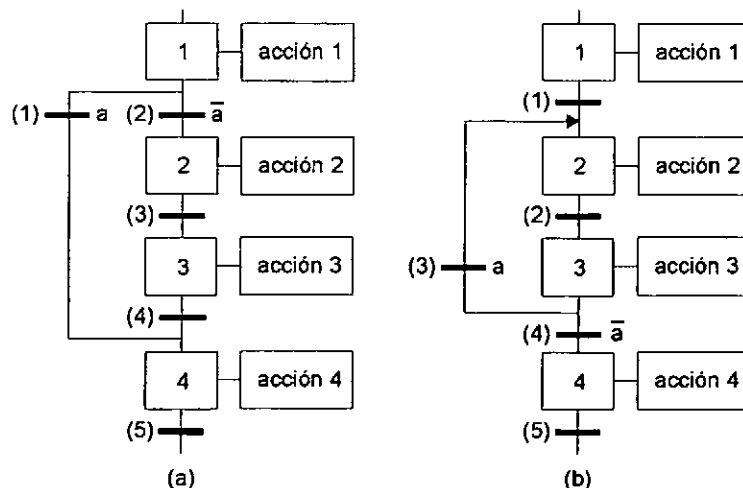 1 acción 1
(1) a (2) a̅
2 acción 2
(3)
3 acción 3
(4)
4 acción 4
(5)
(a)
1 acción 1
(1)
2 acción 2
(2)
3 acción 3
(3) a
(4) a̅
4 acción 4
(5)
(b)